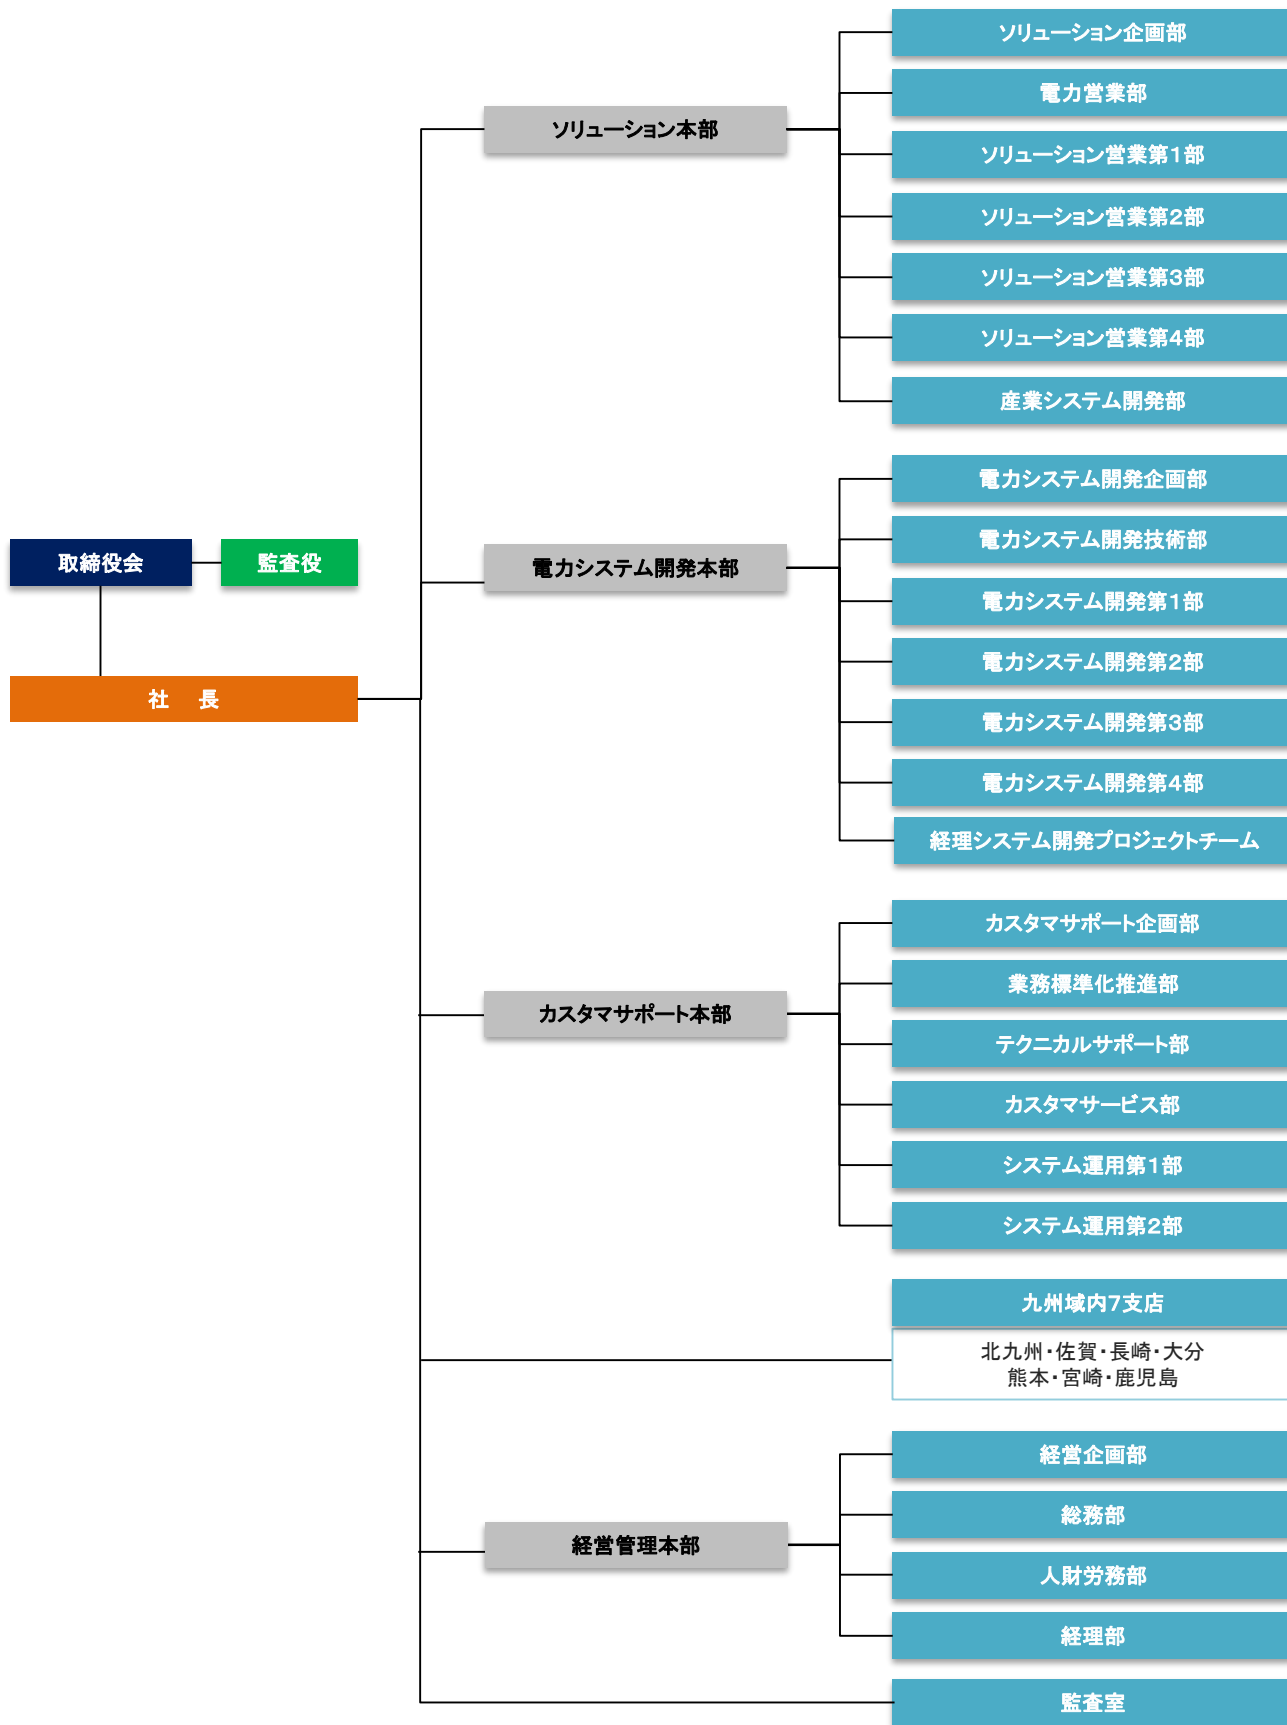 取締役会
監査役
社　長
ソリューション本部
ソリューション企画部
電力営業部
ソリューション営業第1部
ソリューション営業第2部
ソリューション営業第3部
ソリューション営業第4部
産業システム開発部
電力システム開発本部
電力システム開発企画部
電力システム開発技術部
電力システム開発第1部
電力システム開発第2部
電力システム開発第3部
電力システム開発第4部
経理システム開発プロジェクトチーム
カスタマサポート本部
カスタマサポート企画部
業務標準化推進部
テクニカルサポート部
カスタマサービス部
システム運用第1部
システム運用第2部
九州域内7支店
北九州・佐賀・長崎・大分
熊本・宮崎・鹿児島
経営管理本部
経営企画部
総務部
人財労務部
経理部
監査室